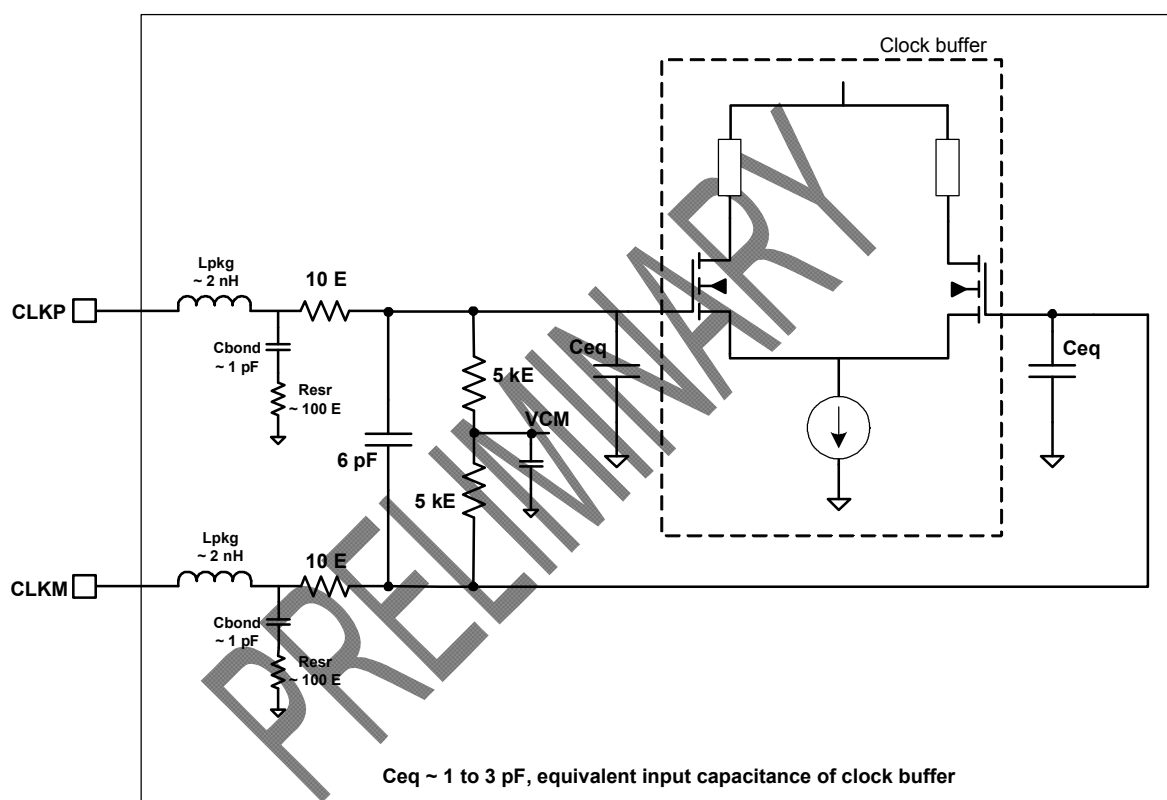 Clock buffer
Lpkg
~ 2 nH
10 E
CLKP
Cbond
~ 1 pF
Resr
~ 100 E
5 kE
Ceq
Ceq
VCM
6 pF
5 kE
Lpkg
~ 2 nH
10 E
CLKM
Cbond
~ 1 pF
Resr
~ 100 E
PRELIMINARY
Ceq ~ 1 to 3 pF, equivalent input capacitance of clock buffer